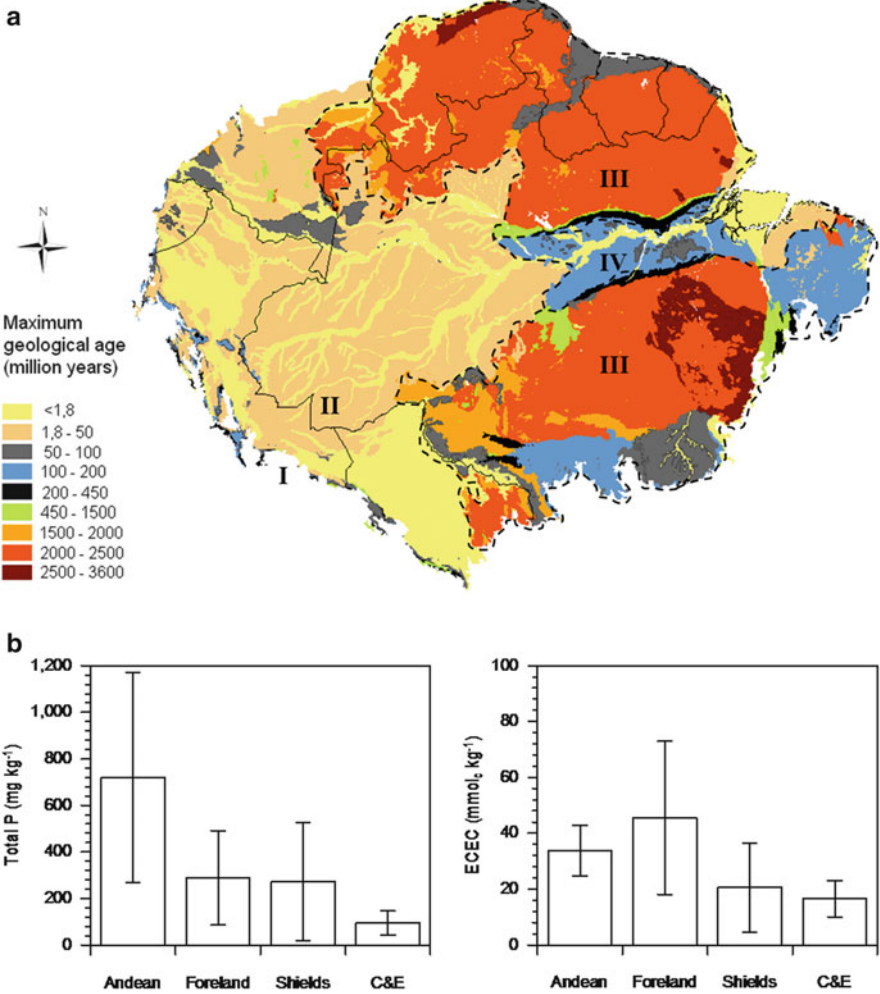 a
N
III
IV
III
II
I
Maximum
geological age
(million years)
<1.8
1.8 - 50
50 - 100
100 - 200
200 - 450
450 - 1500
1500 - 2000
2000 - 2500
2500 - 3600
b
1,200
1,000
800
600
400
200
0
Total P (mg kg⁻¹)
Andean Foreland Shields C&E
100
80
60
40
20
0
ECEC (mmol꜀ kg⁻¹)
Andean Foreland Shields C&E